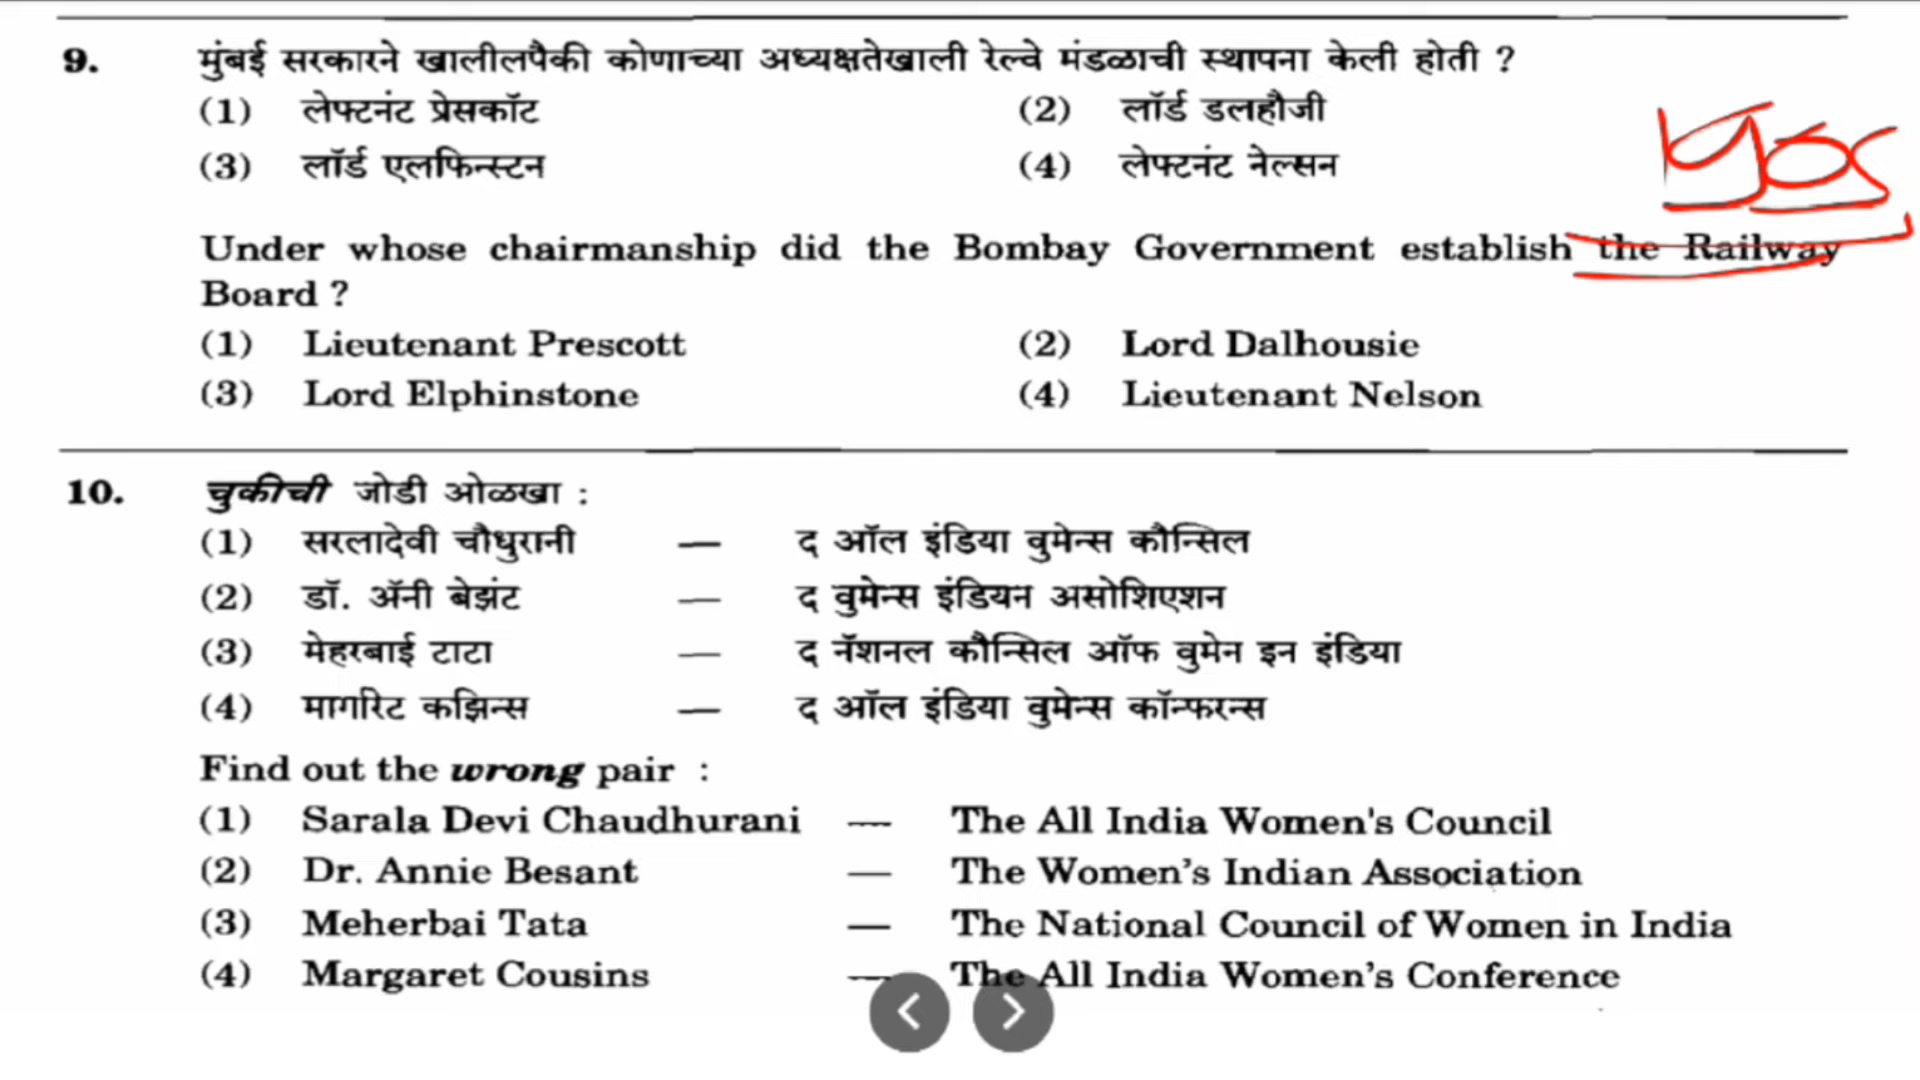 9. मुंबई सरकारने खालीलपैकी कोणाच्या अध्यक्षतेखाली रेल्वे मंडळाची स्थापना केली होती ?
(1) लेफ्टनंट प्रेसकॉट (2) लॉर्ड डलहौजी
(3) लॉर्ड एलफिन्स्टन (4) लेफ्टनंट नेल्सन
Under whose chairmanship did the Bombay Government establish the Railway
Board ?
(1) Lieutenant Prescott (2) Lord Dalhousie
(3) Lord Elphinstone (4) Lieutenant Nelson
10. चुकीची जोडी ओळखा :
(1) सरलादेवी चौधुरानी — द ऑल इंडिया वुमेन्स कौन्सिल
(2) डॉ. ॲनी बेझंट — द वुमेन्स इंडियन असोशिएशन
(3) मेहरबाई टाटा — द नॅशनल कौन्सिल ऑफ वुमेन इन इंडिया
(4) मार्गारेट कझिन्स — द ऑल इंडिया वुमेन्स कॉन्फरन्स
Find out the wrong pair :
(1) Sarala Devi Chaudhurani — The All India Women's Council
(2) Dr. Annie Besant — The Women's Indian Association
(3) Meherbai Tata — The National Council of Women in India
(4) Margaret Cousins — The All India Women's Conference